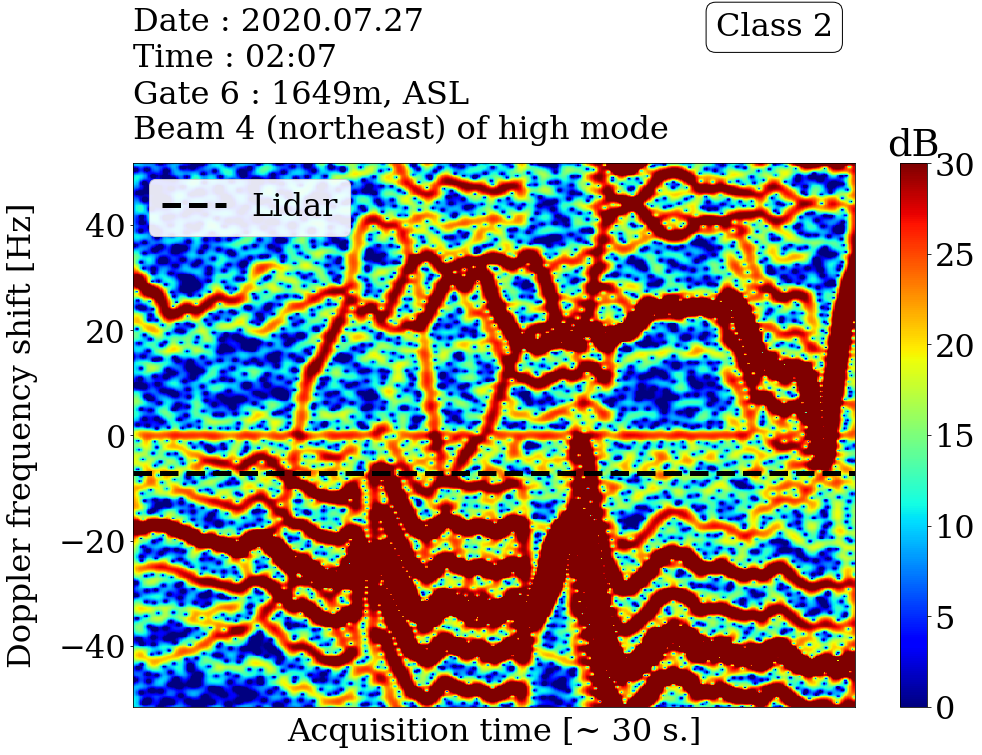 Date : 2020.07.27
Time : 02:07
Gate 6 : 1649m, ASL
Beam 4 (northeast) of high mode
Class 2
dB
Lidar
Doppler frequency shift [Hz]
40
20
0
−20
−40
Acquisition time [~ 30 s.]
30
25
20
15
10
5
0